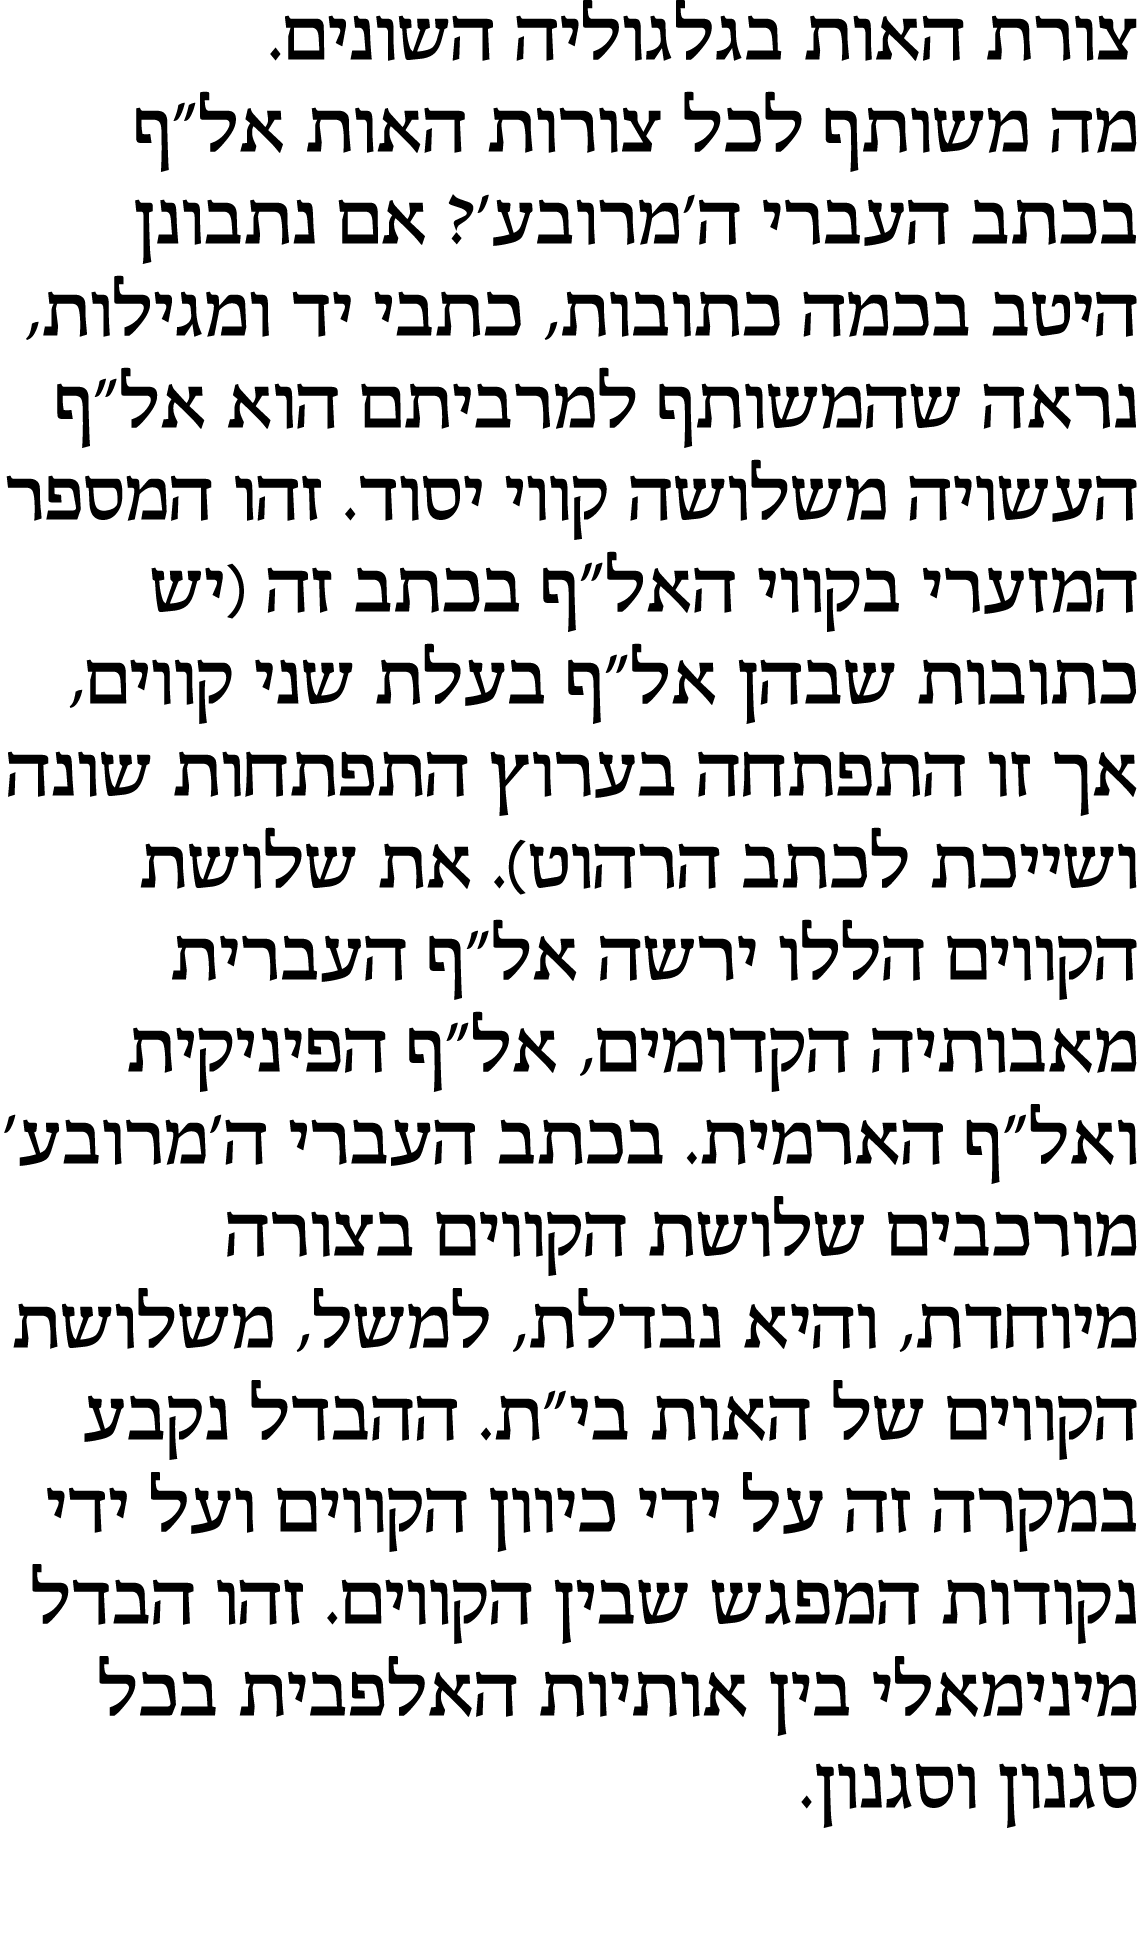 צורת האות בגלגוליה השונים.
מה משותף לכל צורות האות אל״ף
בכתב העברי ה׳מרובע׳? אם נתבונן
היטב בכמה כתובות, כתבי יד ומגילות,
נראה שהמשותף למרביתם הוא אל״ף
העשויה משלושה קווי יסוד. זהו המספר
המזערי בקווי האל״ף בכתב זה (יש
כתובות שבהן אל״ף בעלת שני קווים,
אך זו התפתחה בערוץ התפתחות שונה
ושייכת לכתב הרהוט). את שלושת
הקווים הללו ירשה אל״ף העברית
מאבותיה הקדומים, אל״ף הפיניקית
ואל״ף הארמית. בכתב העברי ה׳מרובע׳
מורכבים שלושת הקווים בצורה
מיוחדת, והיא נבדלת, למשל, משלושת
הקווים של האות בי״ת. ההבדל נקבע
במקרה זה על ידי כיוון הקווים ועל ידי
נקודות המפגש שבין הקווים. זהו הבדל
מינימאלי בין אותיות האלפבית בכל
סגנון וסגנון.